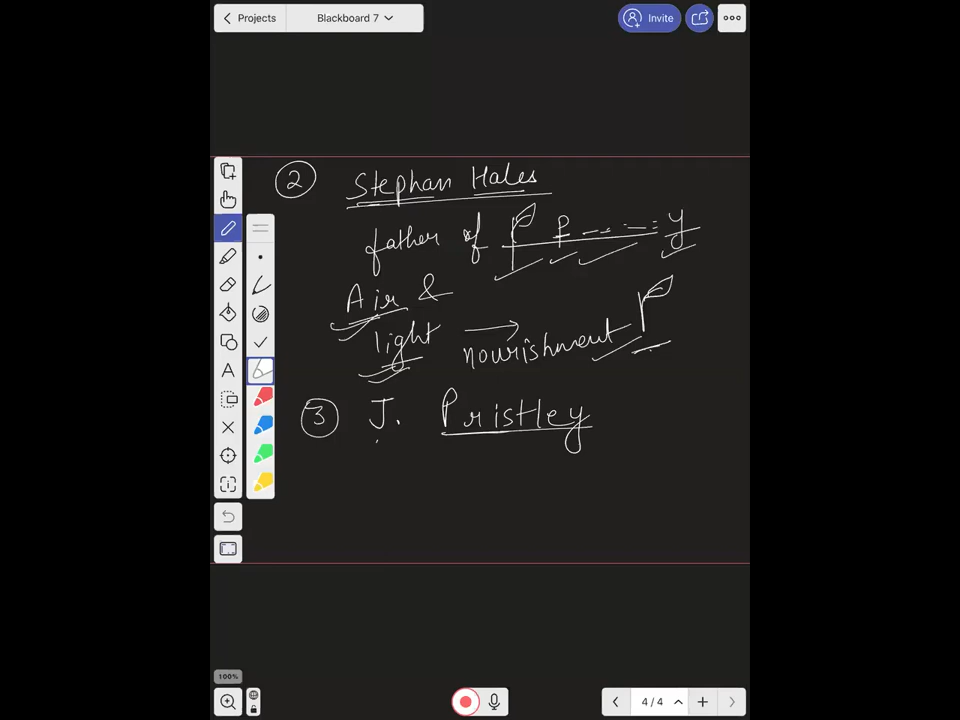 Projects
Blackboard 7
Invite
2 Stephan Hales
father of P -- -- = y
Air &
light → nourishment
3 J. Pristley
A
100%
4/4